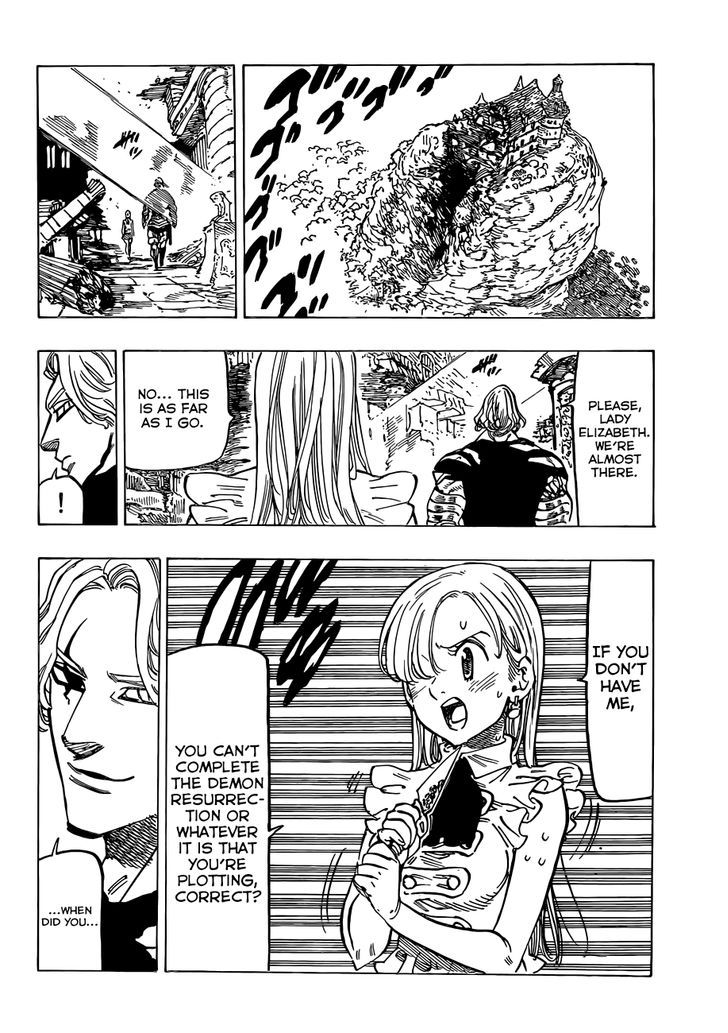 PLEASE,
LADY
ELIZABETH.
WE'RE
ALMOST
THERE.
NO... THIS
IS AS FAR
AS I GO.
!
IF YOU
DON'T
HAVE
ME,
YOU CAN'T
COMPLETE
THE DEMON
RESURREC-
TION OR
WHATEVER
IT IS THAT
YOU'RE
PLOTTING,
CORRECT?
...WHEN
DID YOU...